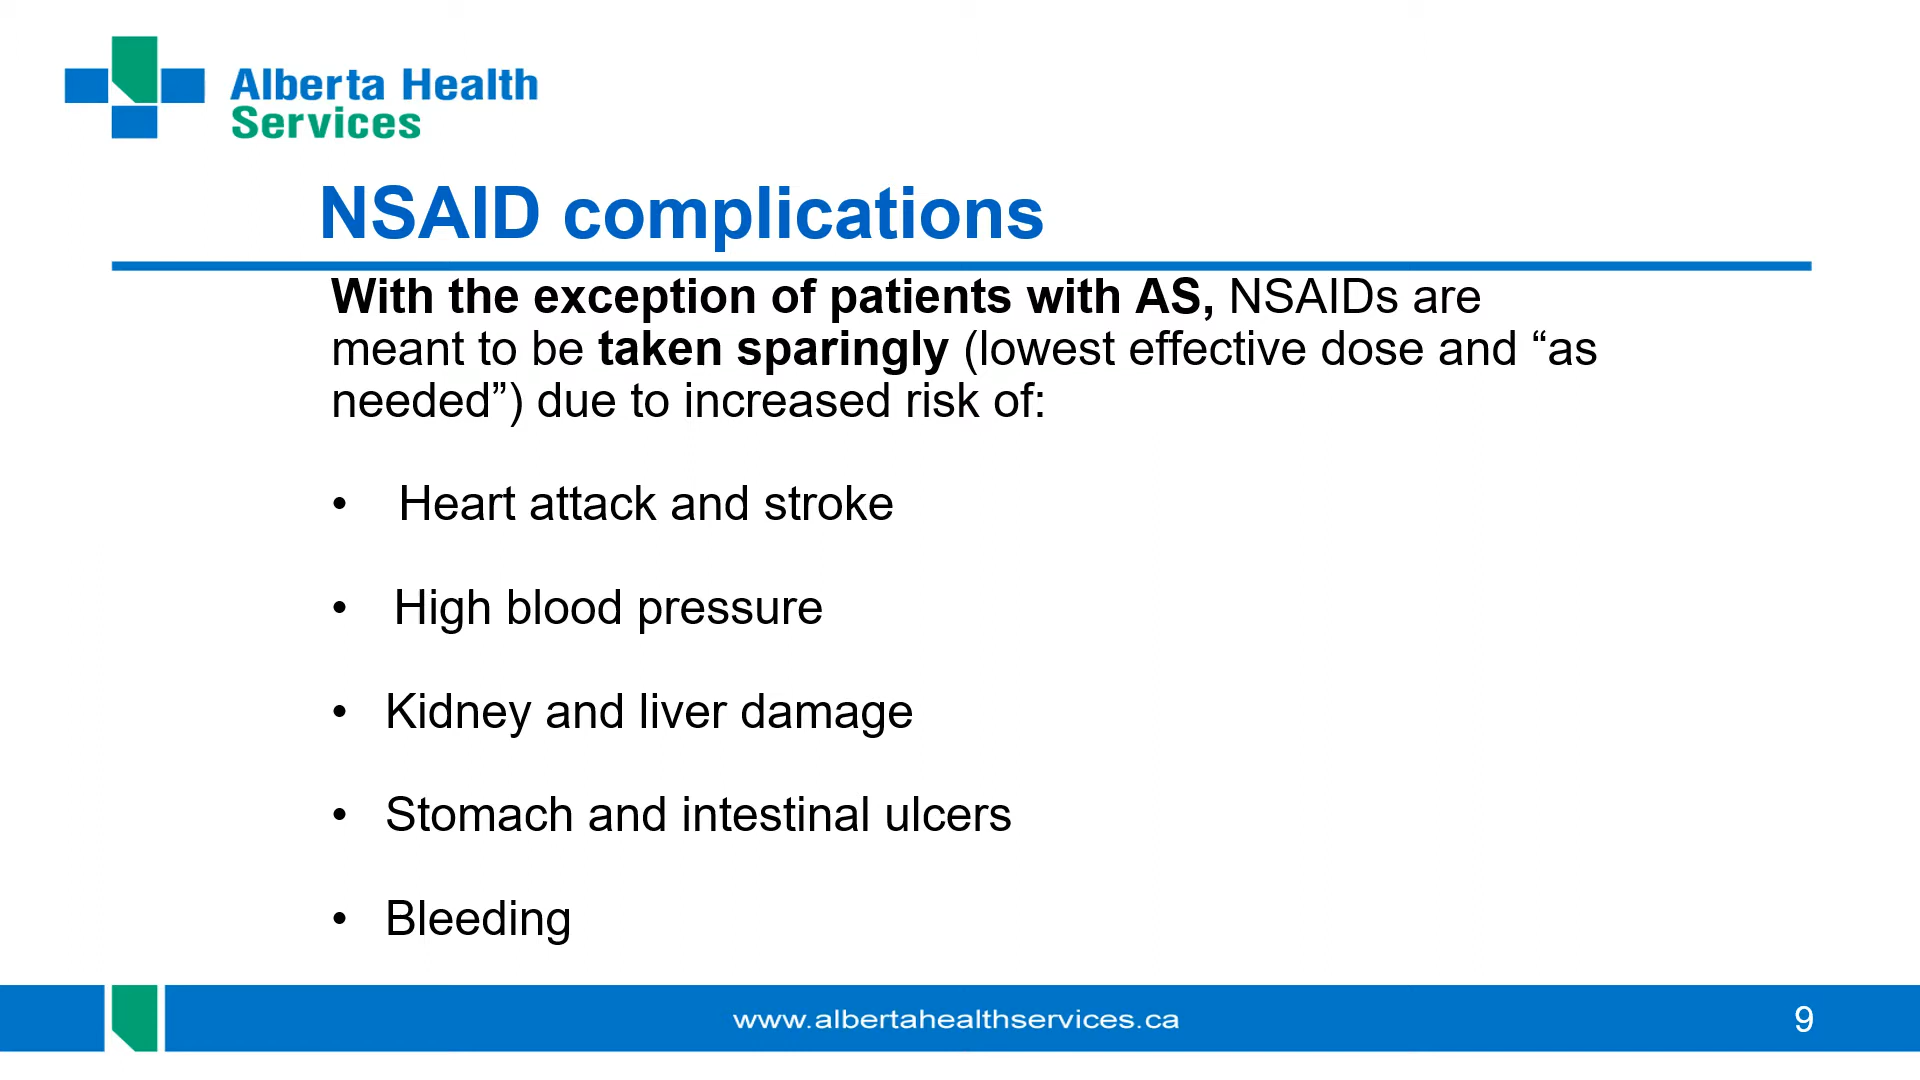 Alberta Health
Services
NSAID complications
With the exception of patients with AS, NSAIDs are
meant to be taken sparingly (lowest effective dose and “as
needed”) due to increased risk of:
• Heart attack and stroke
• High blood pressure
• Kidney and liver damage
• Stomach and intestinal ulcers
• Bleeding
www.albertahealthservices.ca
9